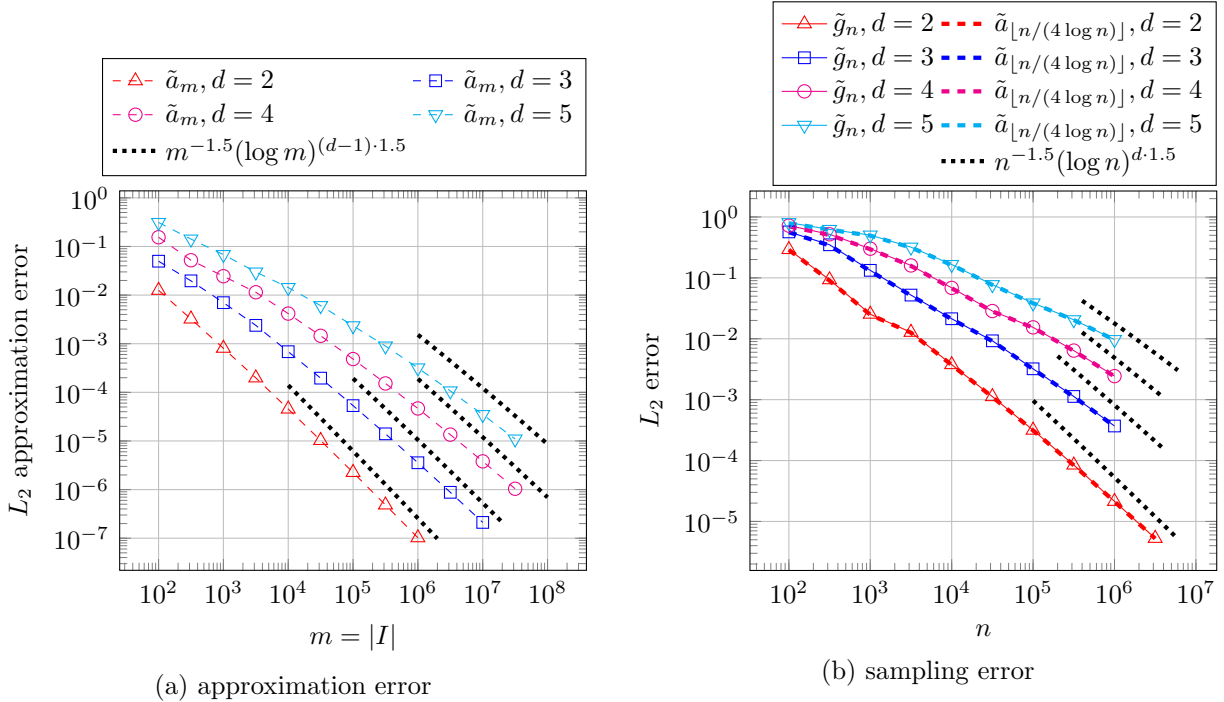 ã_m, d = 2
ã_m, d = 3
ã_m, d = 4
ã_m, d = 5
m^{-1.5}(log m)^{(d−1)·1.5}
10^0
10^{−1}
10^{−2}
10^{−3}
10^{−4}
10^{−5}
10^{−6}
10^{−7}
L_2 approximation error
10^2 10^3 10^4 10^5 10^6 10^7 10^8
m = |I|
(a) approximation error
g̃_n, d = 2 ã_{⌊n/(4 log n)⌋}, d = 2
g̃_n, d = 3 ã_{⌊n/(4 log n)⌋}, d = 3
g̃_n, d = 4 ã_{⌊n/(4 log n)⌋}, d = 4
g̃_n, d = 5 ã_{⌊n/(4 log n)⌋}, d = 5
n^{−1.5}(log n)^{d·1.5}
10^0
10^{−1}
10^{−2}
10^{−3}
10^{−4}
10^{−5}
L_2 error
10^2 10^3 10^4 10^5 10^6 10^7
n
(b) sampling error